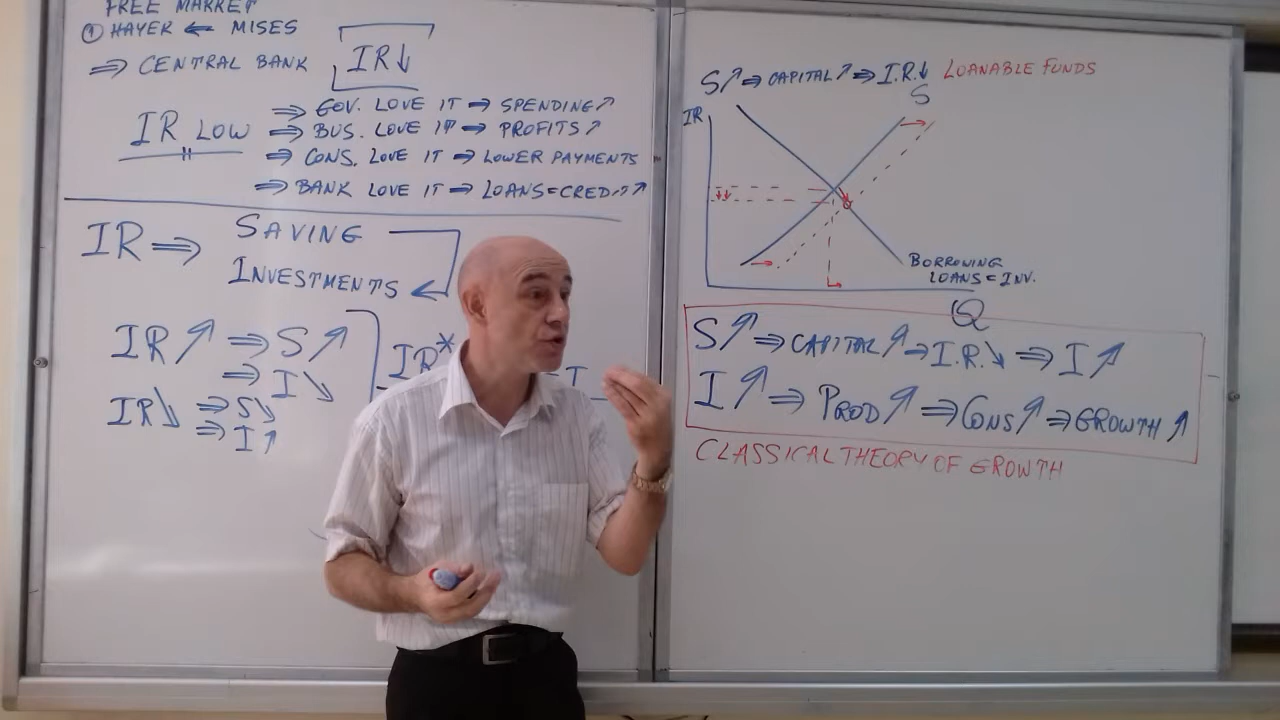 FREE MARKET
① HAYER ← MISES
⇒ CENTRAL BANK IR↓
IR LOW
⇒ GOV. LOVE IT → SPENDING ↗
⇒ BUS. LOVE IT → PROFITS ↗
⇒ CONS. LOVE IT → LOWER PAYMENTS
⇒ BANK LOVE IT → LOANS = CREDIT ↗
IR ⇒ SAVING
INVESTMENTS
IR ↗ ⇒ S ↗
⇒ I ↘
IR ↘ ⇒ S ↘
⇒ I ↗
IR* = I
S ↗ ⇒ CAPITAL ↗ ⇒ I.R. ↓ LOANABLE FUNDS
S
IR
BORROWING
LOANS = INV.
Q
S ↗ ⇒ CAPITAL ↗ ⇒ I.R. ↘ ⇒ I ↗
I ↗ ⇒ PROD ↗ ⇒ CONS ↗ ⇒ GROWTH ↗
CLASSICAL THEORY OF GROWTH